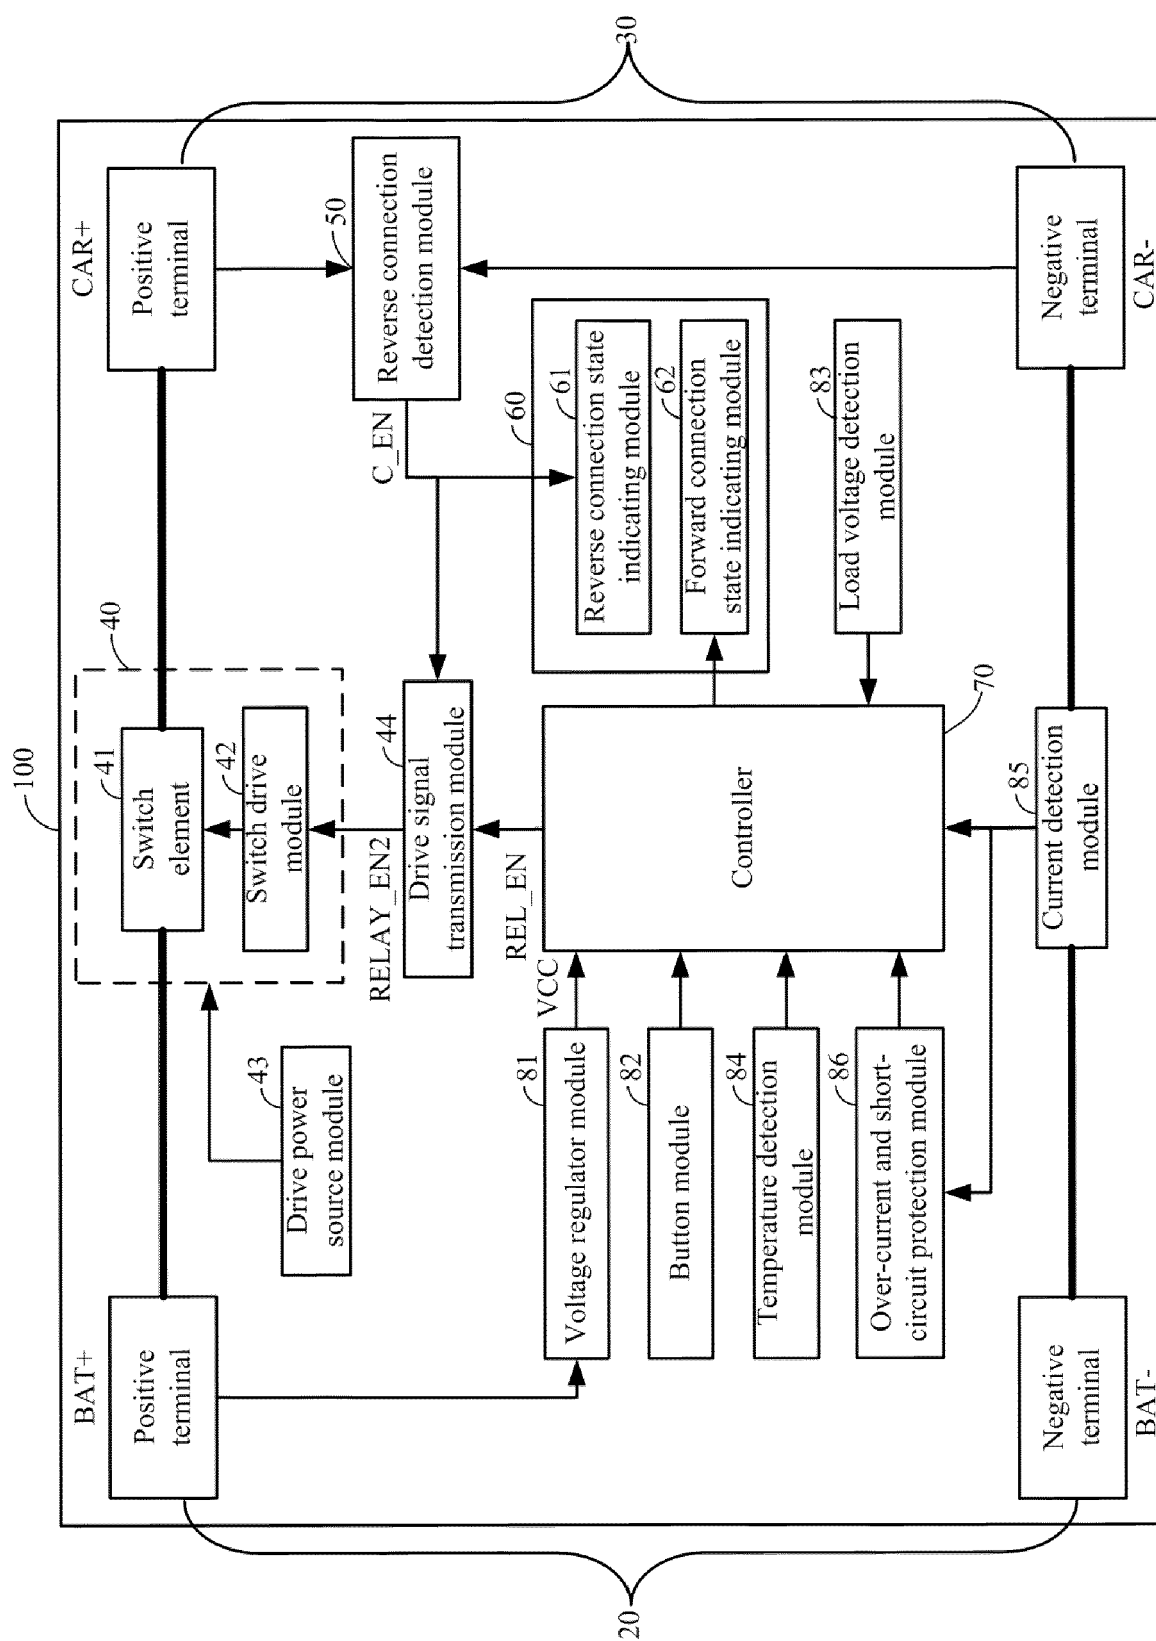 100
BAT+
CAR+
Positive
terminal
40
41
Switch
element
Positive
terminal
42
Switch drive
module
43
Drive power
source module
50
Reverse connection
detection module
RELAY_EN2
44
Drive signal
transmission module
C_EN
REL_EN
VCC
60
81
Voltage regulator module
61
Reverse connection state
indicating module
82
Button module
Controller
62
Forward connection
state indicating module
84
Temperature detection
module
83
Load voltage detection
module
86
Over-current and short-
circuit protection module
70
20
30
85
Negative
terminal
Current detection
module
Negative
terminal
BAT-
CAR-